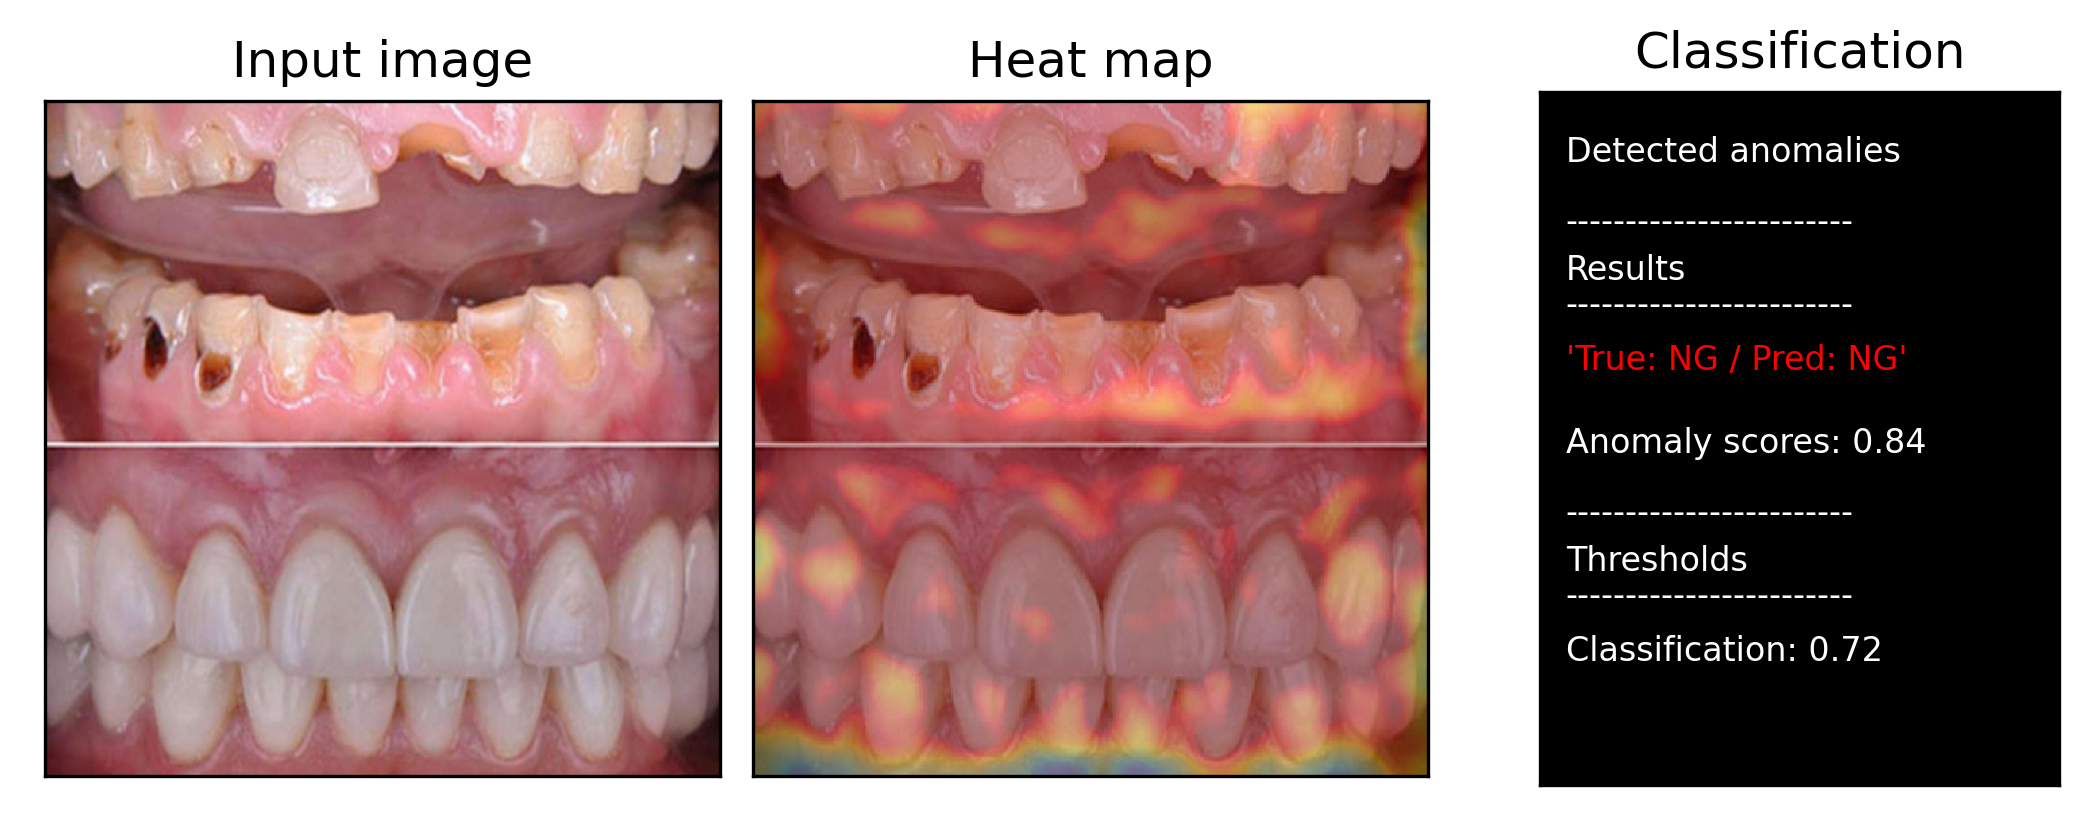 Input image
Heat map
Classification
Detected anomalies
------------------------
Results
------------------------
'True: NG / Pred: NG'
Anomaly scores: 0.84
------------------------
Thresholds
------------------------
Classification: 0.72